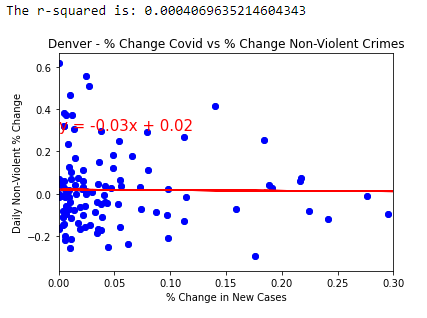 The r-squared is: 0.0004069635214604343
Denver - % Change Covid vs % Change Non-Violent Crimes
Daily Non-Violent % Change
0.6
0.4
0.2
0.0
−0.2
y = -0.03x + 0.02
0.00 0.05 0.10 0.15 0.20 0.25 0.30
% Change in New Cases